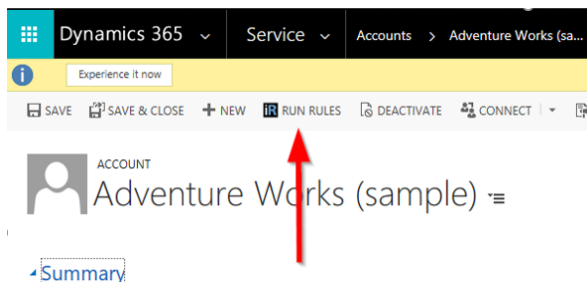 Dynamics 365 Service Accounts > Adventure Works (sa...
i Experience it now
SAVE SAVE & CLOSE + NEW iR RUN RULES DEACTIVATE CONNECT
ACCOUNT
Adventure Works (sample)
Summary